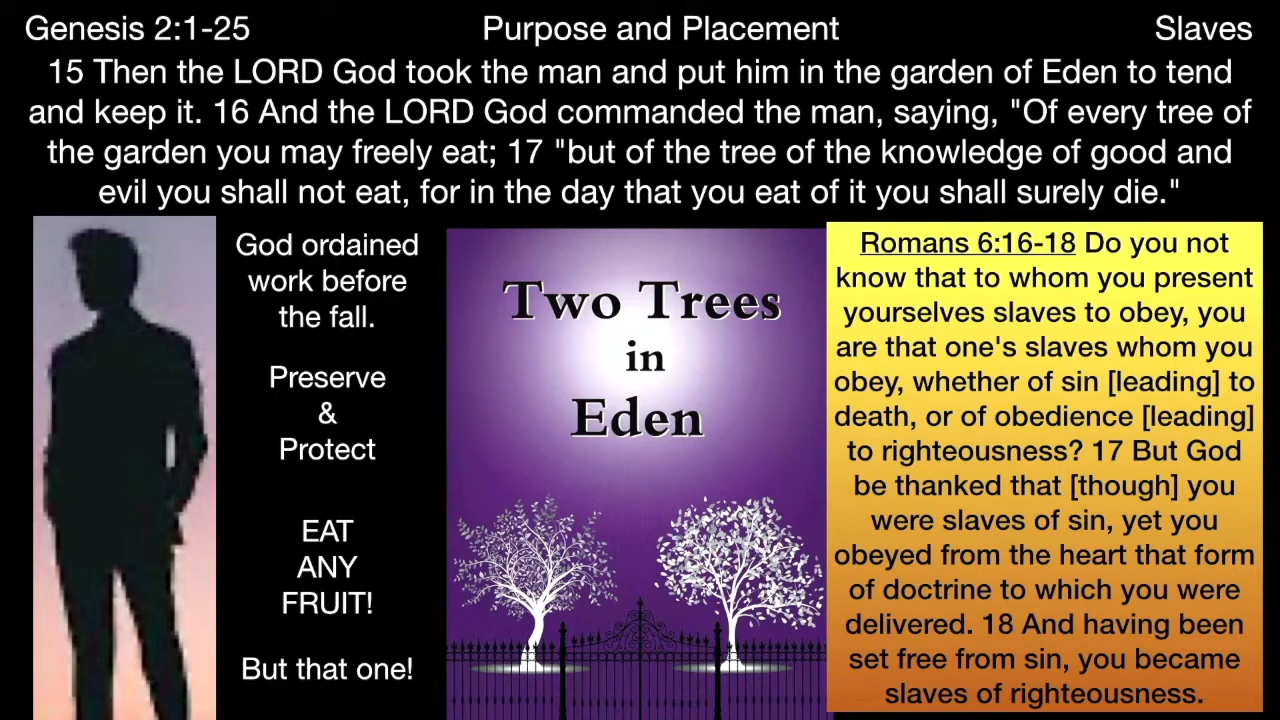 Genesis 2:1-25 Purpose and Placement Slaves
15 Then the LORD God took the man and put him in the garden of Eden to tend
and keep it. 16 And the LORD God commanded the man, saying, "Of every tree of
the garden you may freely eat; 17 "but of the tree of the knowledge of good and
evil you shall not eat, for in the day that you eat of it you shall surely die."
God ordained
work before
the fall.
Preserve
&
Protect
EAT
ANY
FRUIT!
But that one!
Two Trees
in
Eden
Romans 6:16-18 Do you not
know that to whom you present
yourselves slaves to obey, you
are that one's slaves whom you
obey, whether of sin [leading] to
death, or of obedience [leading]
to righteousness? 17 But God
be thanked that [though] you
were slaves of sin, yet you
obeyed from the heart that form
of doctrine to which you were
delivered. 18 And having been
set free from sin, you became
slaves of righteousness.